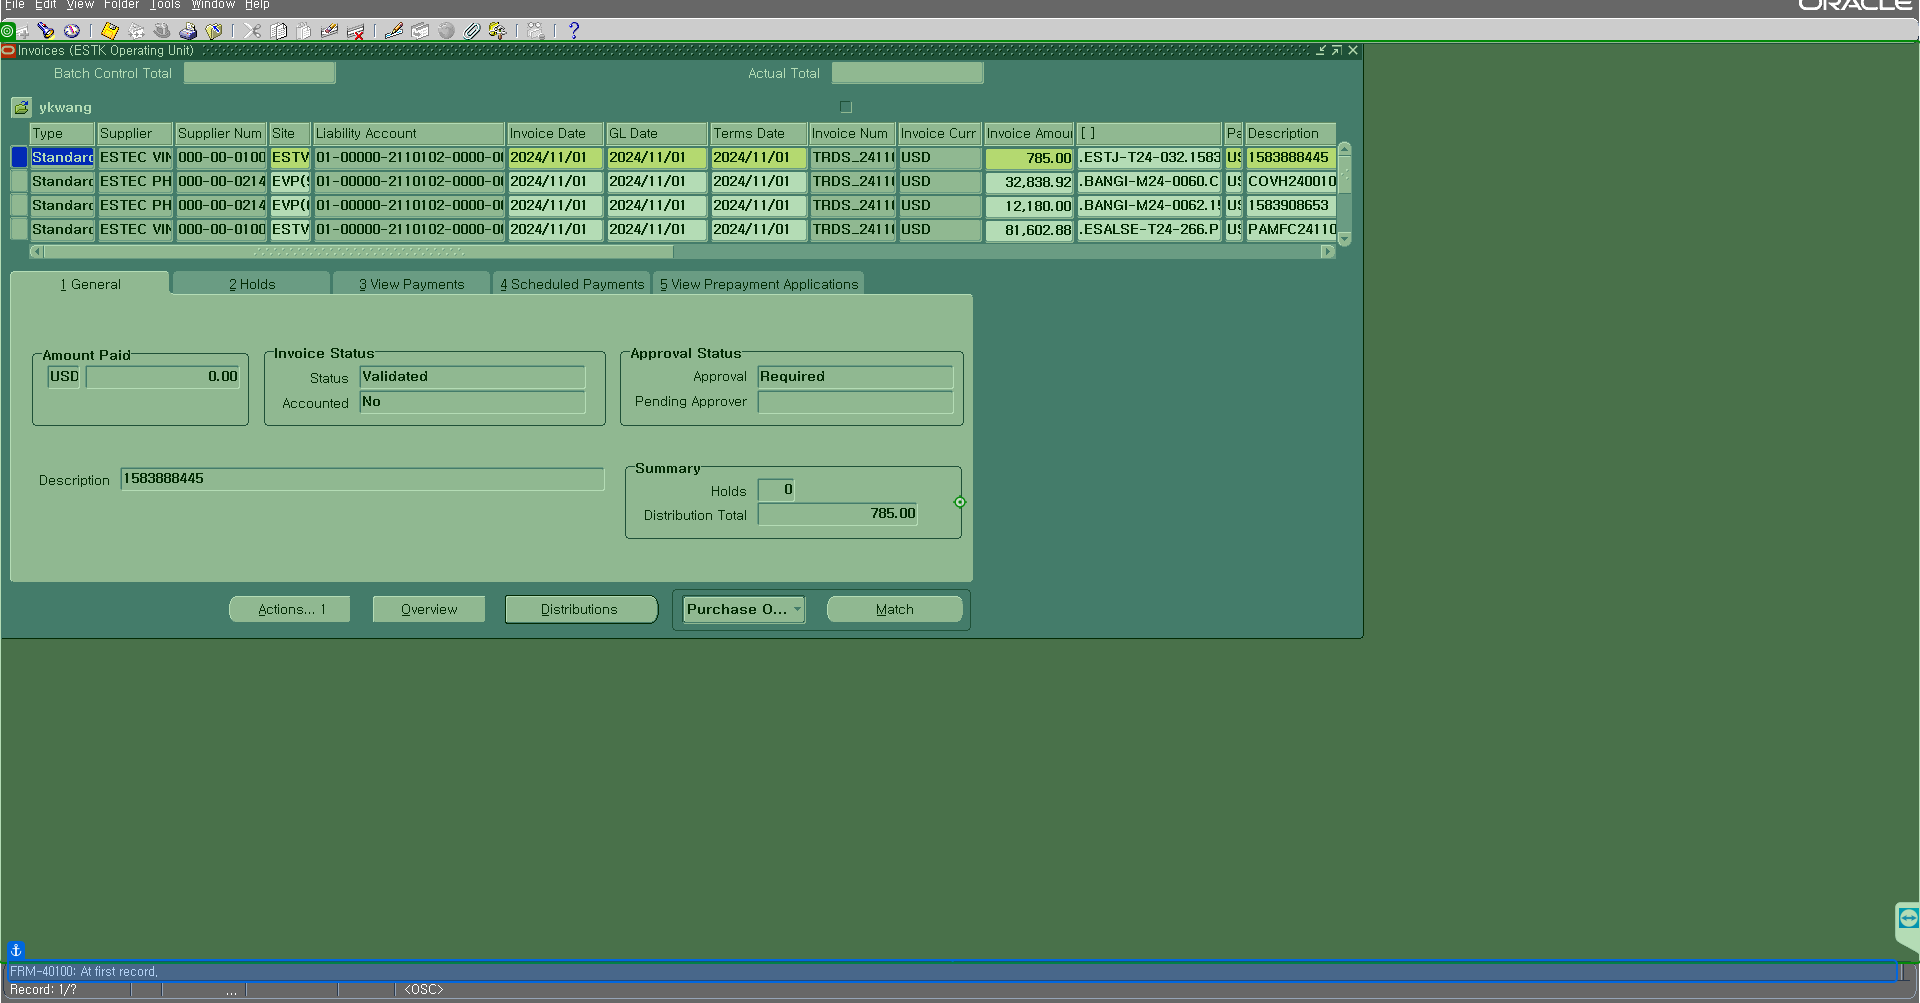 File Edit View Folder Tools Window Help
ORACLE
Invoices (ESTK Operating Unit)
Batch Control Total
Actual Total
ykwang
Type Supplier Supplier Num Site Liability Account Invoice Date GL Date Terms Date Invoice Num Invoice Curr Invoice Amou [ ] Pa Description
Standard ESTEC VIN 000-00-0100 ESTV 01-00000-2110102-0000-0 2024/11/01 2024/11/01 2024/11/01 TRDS_2411 USD 785.00 .ESTJ-T24-032.1583 US 1583888445
Standard ESTEC PH 000-00-0214 EVP( 01-00000-2110102-0000-0 2024/11/01 2024/11/01 2024/11/01 TRDS_2411 USD 32,838.92 .BANGI-M24-0060.C US COVH240010
Standard ESTEC PH 000-00-0214 EVP( 01-00000-2110102-0000-0 2024/11/01 2024/11/01 2024/11/01 TRDS_2411 USD 12,180.00 .BANGI-M24-0062.15 US 1583908653
Standard ESTEC VIN 000-00-0100 ESTV 01-00000-2110102-0000-0 2024/11/01 2024/11/01 2024/11/01 TRDS_2411 USD 81,602.88 .ESALSE-T24-266.P US PAMFC24110
1 General 2 Holds 3 View Payments 4 Scheduled Payments 5 View Prepayment Applications
Amount Paid
USD 0.00
Invoice Status
Status Validated
Accounted No
Approval Status
Approval Required
Pending Approver
Description 1583888445
Summary
Holds 0
Distribution Total 785.00
Actions... 1 Overview Distributions Purchase O... Match
FRM-40100: At first record.
Record: 1/? ... <OSC>